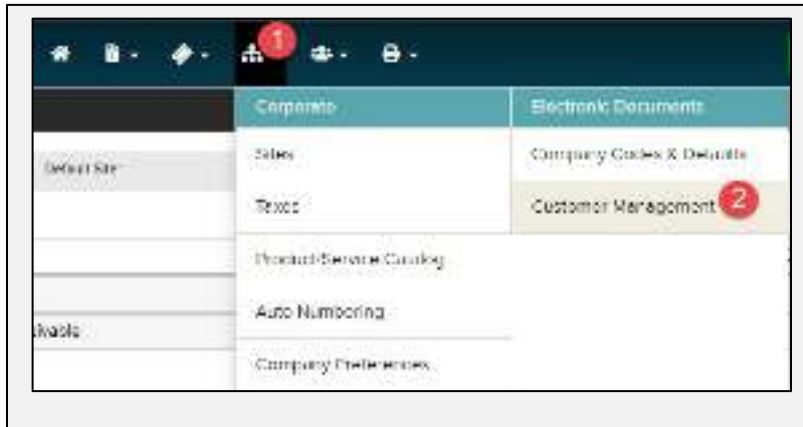 1
Corporate
Electronic Documents
Default Site
Sites
Company Codes & Defaults
Taxes
Customer Management 2
Product-Service Catalog
Auto Numbering
ivable
Company Preferences